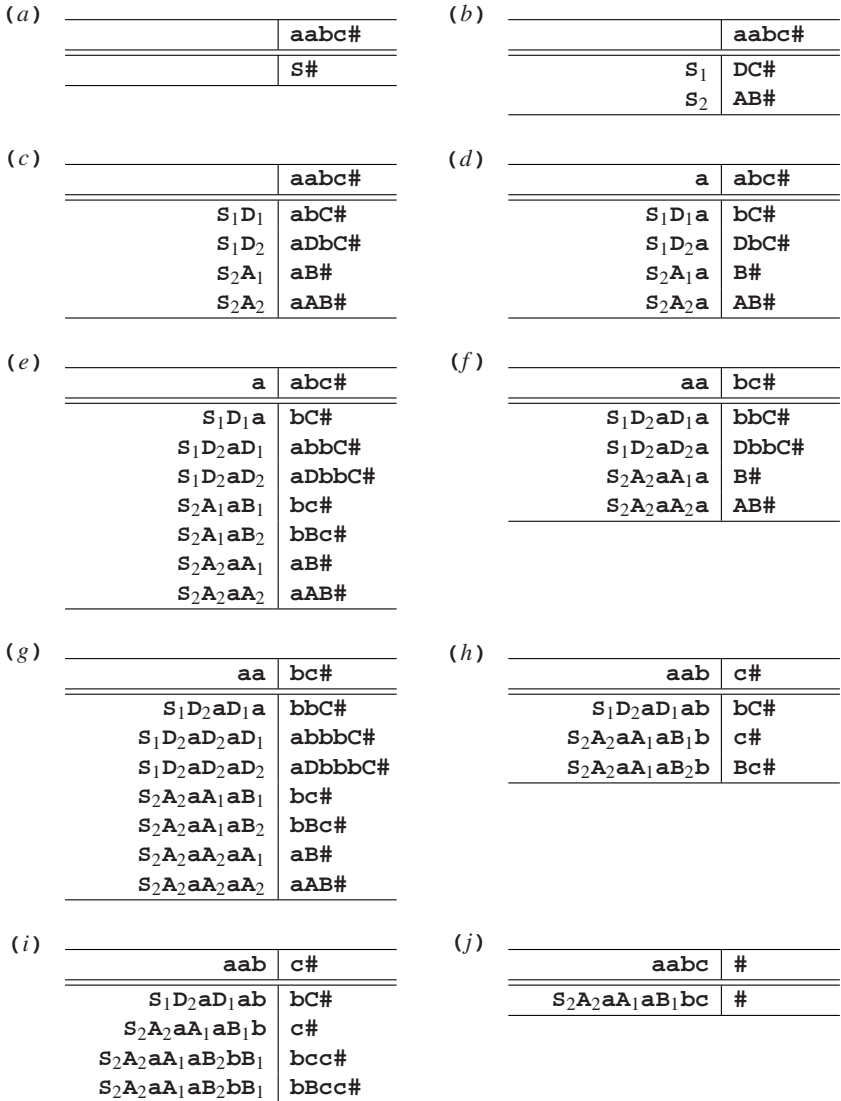 (a)
aabc#
S#
(b)
aabc#
S₁ DC#
S₂ AB#
(c)
aabc#
S₁D₁ abC#
S₁D₂ aDbC#
S₂A₁ aB#
S₂A₂ aAB#
(d)
a abc#
S₁D₁a bC#
S₁D₂a DbC#
S₂A₁a B#
S₂A₂a AB#
(e)
a abc#
S₁D₁a bC#
S₁D₂aD₁ abbC#
S₁D₂aD₂ aDbbC#
S₂A₁aB₁ bc#
S₂A₁aB₂ bBc#
S₂A₂aA₁ aB#
S₂A₂aA₂ aAB#
(f)
aa bc#
S₁D₂aD₁a bbC#
S₁D₂aD₂a DbbC#
S₂A₂aA₁a B#
S₂A₂aA₂a AB#
(g)
aa bc#
S₁D₂aD₁a bbC#
S₁D₂aD₂aD₁ abbbC#
S₁D₂aD₂aD₂ aDbbbC#
S₂A₂aA₁aB₁ bc#
S₂A₂aA₁aB₂ bBc#
S₂A₂aA₂aA₁ aB#
S₂A₂aA₂aA₂ aAB#
(h)
aab c#
S₁D₂aD₁ab bC#
S₂A₂aA₁aB₁b c#
S₂A₂aA₁aB₂b Bc#
(i)
aab c#
S₁D₂aD₁ab bC#
S₂A₂aA₁aB₁b c#
S₂A₂aA₁aB₂bB₁ bcc#
S₂A₂aA₁aB₂bB₁ bBcc#
(j)
aabc #
S₂A₂aA₁aB₁bc #